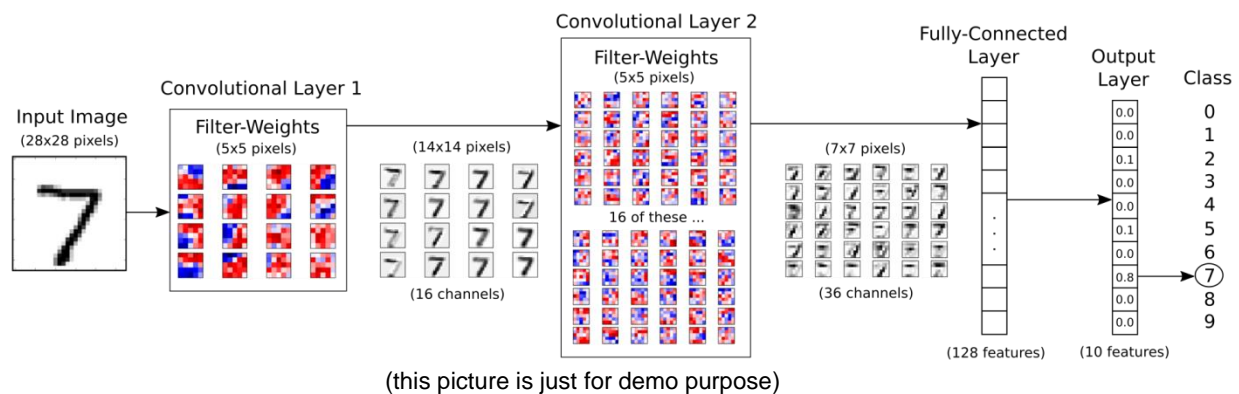 Input Image
(28x28 pixels)
Convolutional Layer 1
Filter-Weights
(5x5 pixels)
(14x14 pixels)
(16 channels)
Convolutional Layer 2
Filter-Weights
(5x5 pixels)
16 of these ...
(7x7 pixels)
(36 channels)
Fully-Connected
Layer
(128 features)
Output
Layer
0.0
0.0
0.1
0.0
0.0
0.1
0.0
0.8
0.0
0.0
(10 features)
Class
0
1
2
3
4
5
6
7
8
9
(this picture is just for demo purpose)